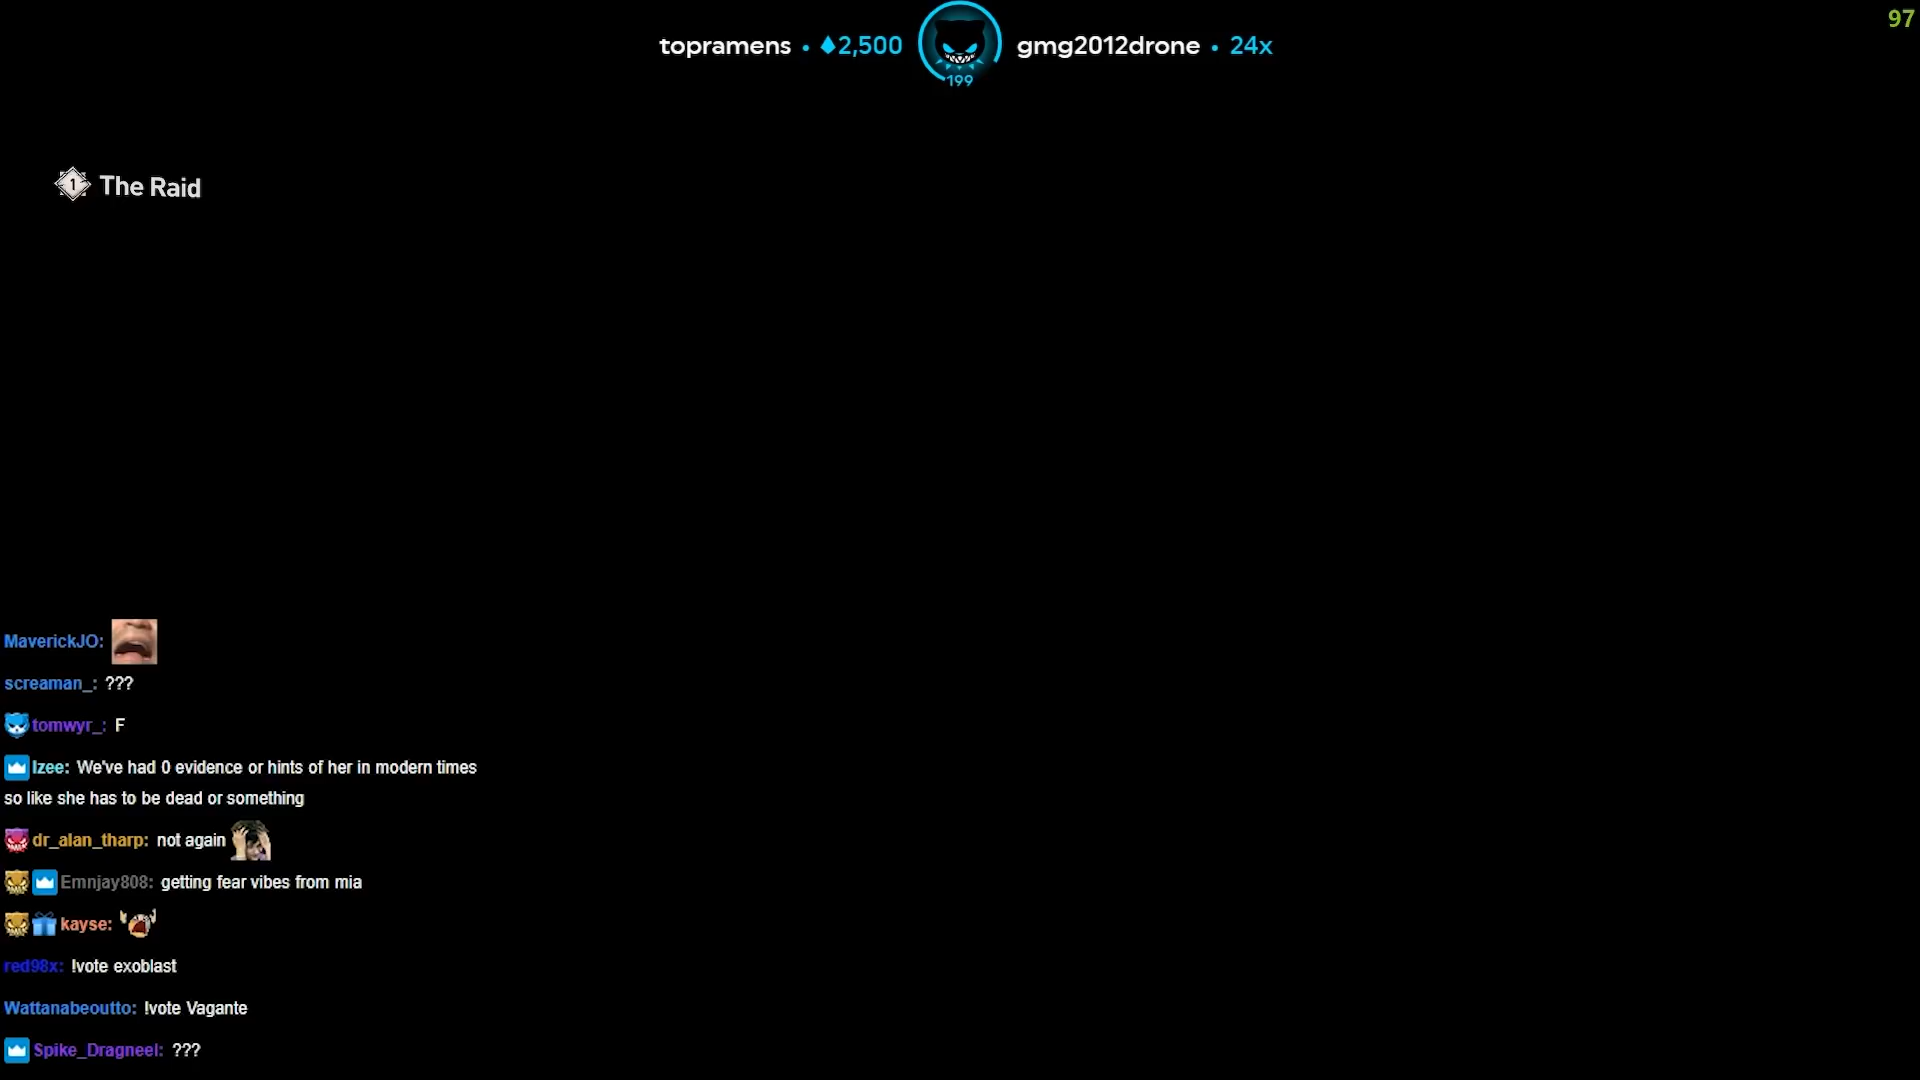 97
topramens • 2,500
199
gmg2012drone • 24x
1 The Raid
MaverickJO:
screaman_: ???
tomwyr_: F
Izee: We've had 0 evidence or hints of her in modern times
so like she has to be dead or something
dr_alan_tharp: not again
Emnjay808: getting fear vibes from mia
kayse:
red98x: !vote exoblast
Wattanabeoutto: !vote Vagante
Spike_Dragneel: ???